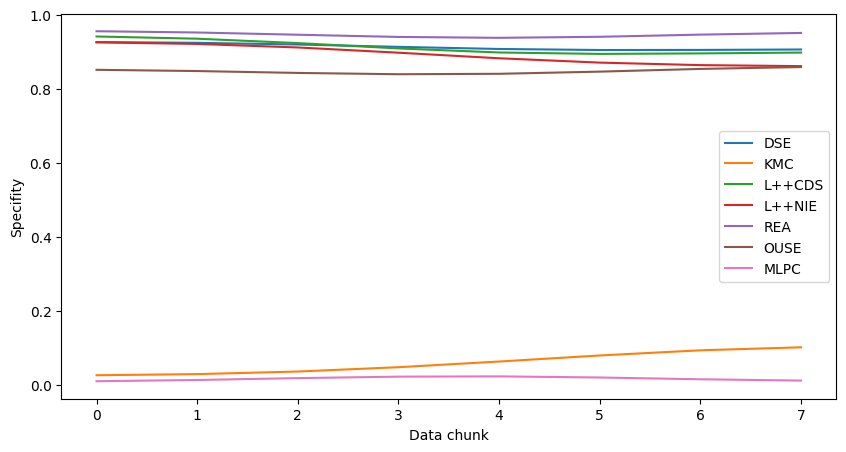 1.0
0.8
0.6
0.4
0.2
0.0
Specifity
0 1 2 3 4 5 6 7
Data chunk
DSE
KMC
L++CDS
L++NIE
REA
OUSE
MLPC